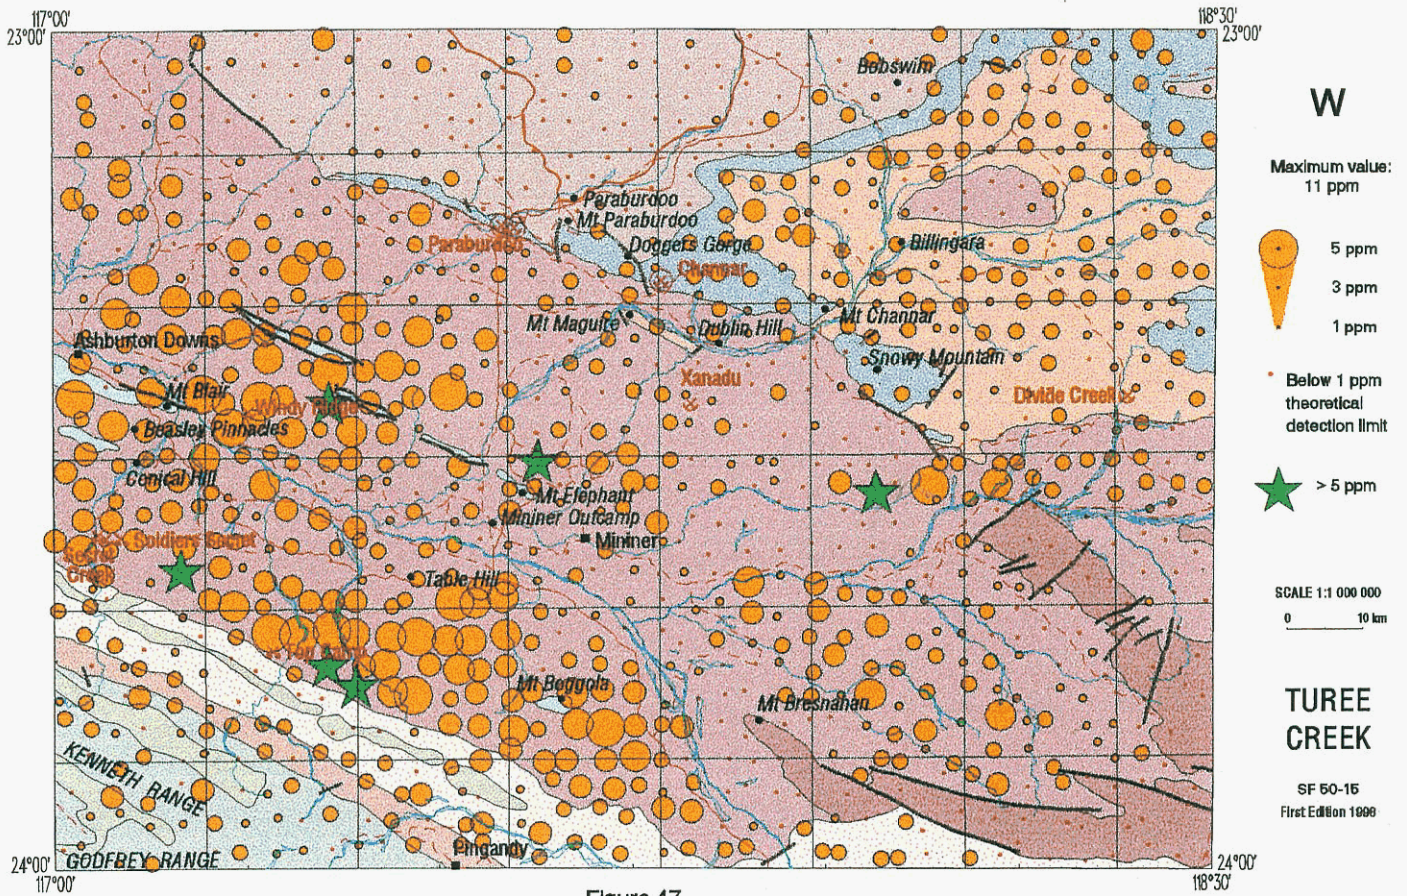 117°00'
118°30'
23°00'
23°00'
W
Maximum value:
11 ppm
5 ppm
3 ppm
1 ppm
Below 1 ppm
theoretical
detection limit
> 5 ppm
SCALE 1:1 000 000
0 10 km
TUREE
CREEK
SF 50-15
First Edition 1996
Bobswim
Paraburdoo
Mt Paraburdoo
Paraburdoo
Doggers Gorge
Billingara
Channar
Mt Maguire
Dublin Hill
Mt Channar
Ashburton Downs
Snowy Mountain
Xanadu
Mt Blair
Windy Ridge
Divide Creek
Beasley Pinnacles
Conical Hill
Mt Elephant
Mininer Outcamp
Soldiers Secret
Mininer
Secret
Creek
Table Hill
Mt Boggola
Mt Bresnahan
KENNETH RANGE
Pingandy
GODFREY RANGE
24°00'
24°00'
117°00'
118°30'
Figure 47